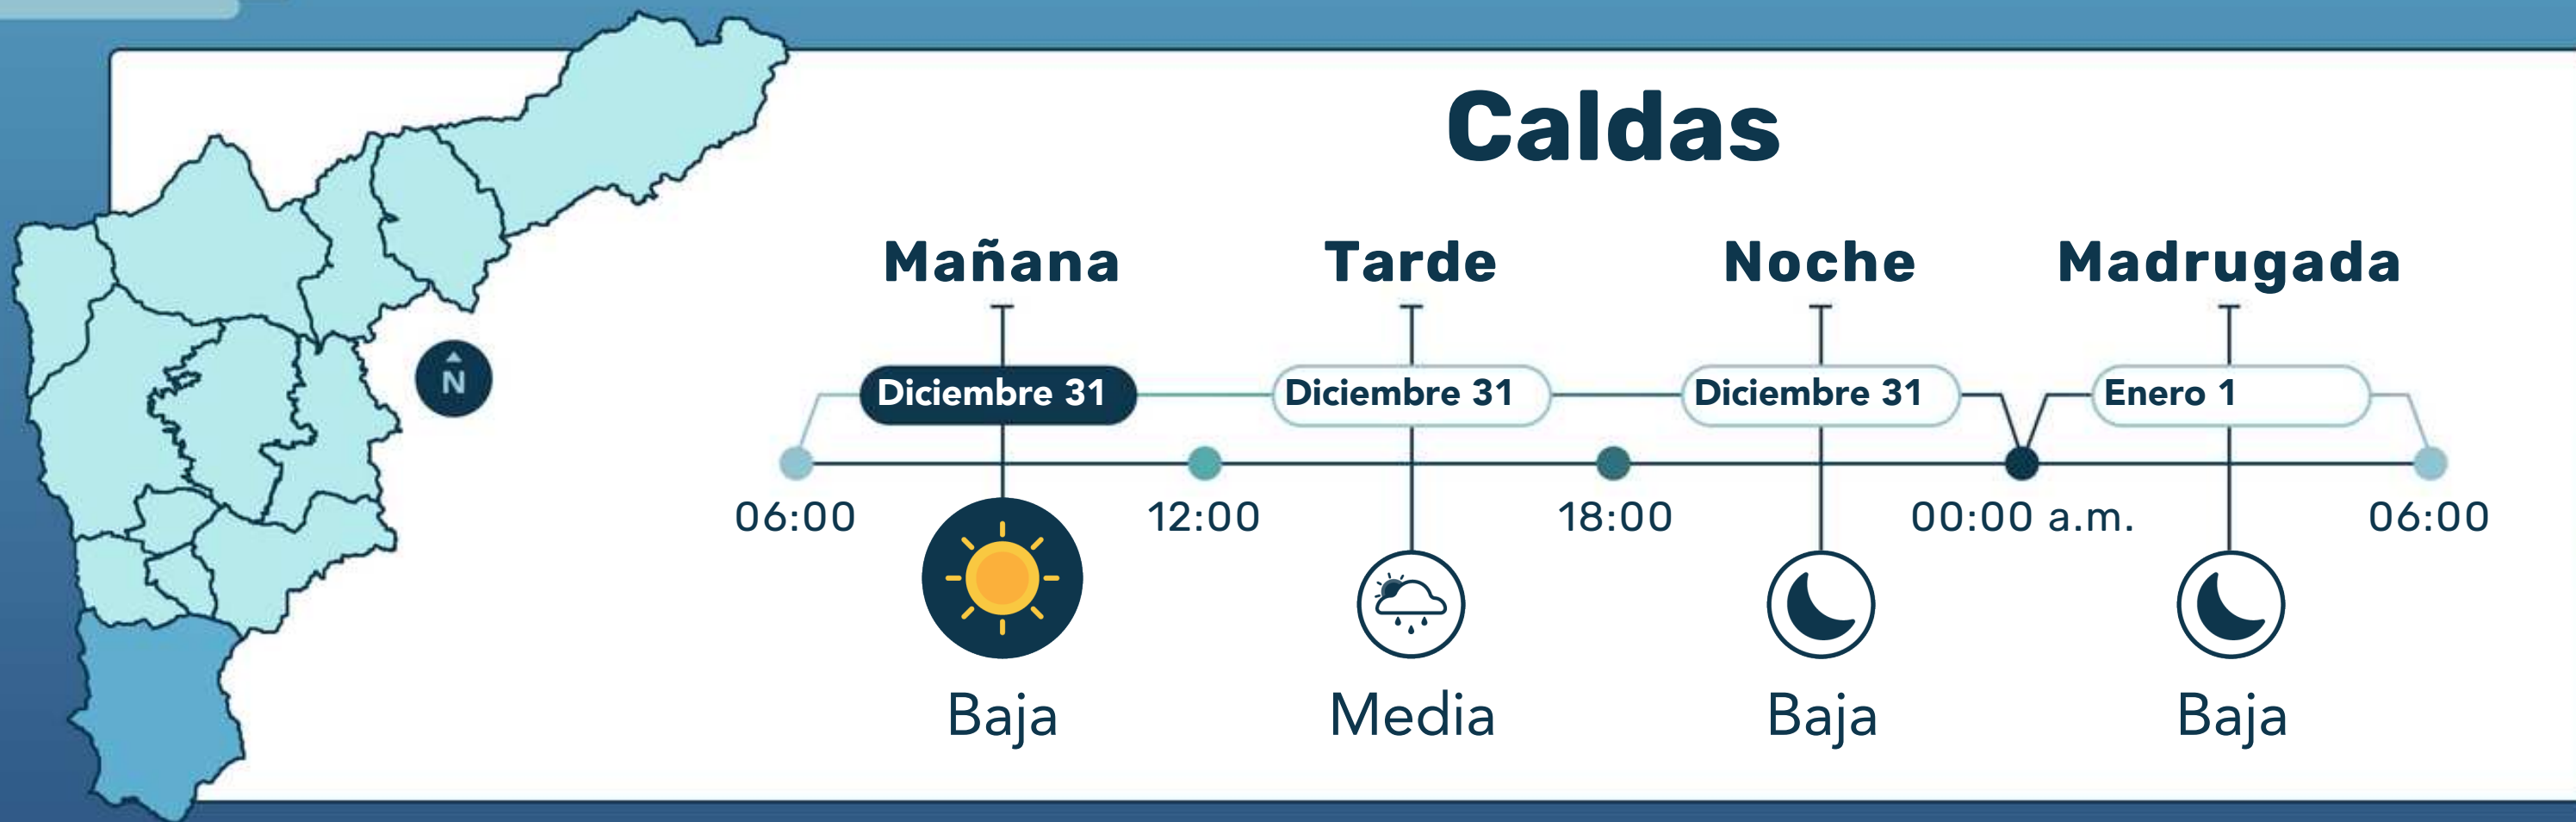 Caldas
Mañana Tarde Noche Madrugada
N
Diciembre 31 Diciembre 31 Diciembre 31 Enero 1
06:00 12:00 18:00 00:00 a.m. 06:00
Baja Media Baja Baja